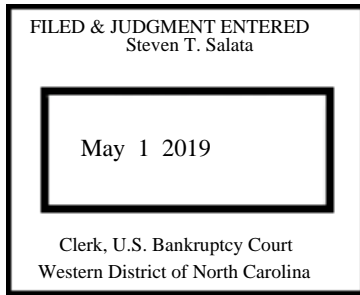 FILED & JUDGMENT ENTERED
Steven T. Salata
May 1 2019
Clerk, U.S. Bankruptcy Court
Western District of North Carolina